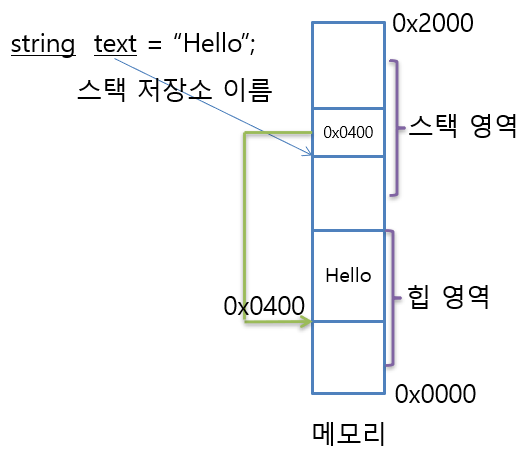 0x2000
string text = “Hello”;
스택 저장소 이름
0x0400
스택 영역
Hello
힙 영역
0x0400
0x0000
메모리